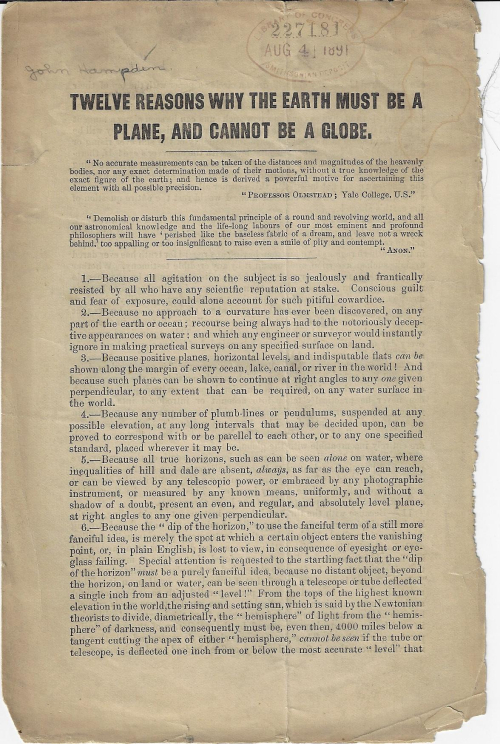 LIBRARY OF CONGRESS
227181
AUG 4 1891
SMITHSONIAN DEPOSIT
John Hampden
TWELVE REASONS WHY THE EARTH MUST BE A
PLANE, AND CANNOT BE A GLOBE.
" No accurate measurements can be taken of the distances and magnitudes of the heavenly
bodies, nor any exact determination made of their motions, without a true knowledge of the
exact figure of the earth; and hence is derived a powerful motive for ascertaining this
element with all possible precision.
"PROFESSOR OLMSTEAD; Yale College, U.S."
"Demolish or disturb this fundamental principle of a round and revolving world, and all
our astronomical knowledge and the life-long labours of our most eminent and profound
philosophers will have 'perished like the baseless fabric of a dream, and leave not a wreck
behind,' too appalling or too insignificant to raise even a smile of pity and contempt.
"ANON."
1.—Because all agitation on the subject is so jealously and frantically
resisted by all who have any scientific reputation at stake. Conscious guilt
and fear of exposure, could alone account for such pitiful cowardice.
2.—Because no approach to a curvature has ever been discovered, on
any part of the earth or ocean; recourse being always had to the notoriously decep-
tive appearances on water; and which any engineer or surveyor would instantly
ignore in making practical surveys on any specified surface on land.
3.—Because positive planes, horizontal levels, and indisputable flats can be
shown along the margin of every ocean, lake, canal, or river in the world! And
because such planes can be shown to continue at right angles to any one given
perpendicular, to any extent that can be required, on any water surface in
the world.
4.—Because any number of plumb-lines or pendulums, suspended at any
possible elevation, at any long intervals that may be decided upon, can be
proved to correspond with or be parellel to each other, or to any one specified
standard, placed wherever it may be.
5.—Because all true horizons, such as can be seen alone on water, where
inequalities of hill and dale are absent, always, as far as the eye can reach,
or can be viewed by any telescopic power, or embraced by any photographic
instrument, or measured by any known means, uniformly, and without a
shadow of a doubt, present an even, and regular, and absolutely level plane,
at right angles to any one given perpendicular.
6.—Because the " dip of the horizon," to use the fanciful term of a still more
fanciful idea, is merely the spot at which a certain object enters the vanishing
point, or, in plain English, is lost to view, in consequence of eyesight or eye-
glass failing. Special attention is requested to the startling fact that the "dip
of the horizon" must be a purely fanciful idea, because no distant object, beyond
the horizon, on land or water, can be seen through a telescope or tube deflected
a single inch from an adjusted "level!" From the tops of the highest known
elevation in the world, the rising and setting sun, which is said by the Newtonian
theorists to divide, diametrically, the "hemisphere" of light from the "hemis-
phere" of darkness, and consequently must be, even then, 4000 miles below a
tangent cutting the apex of either "hemisphere," cannot be seen if the tube or
telescope, is deflected one inch from or below the most accurate "level" that